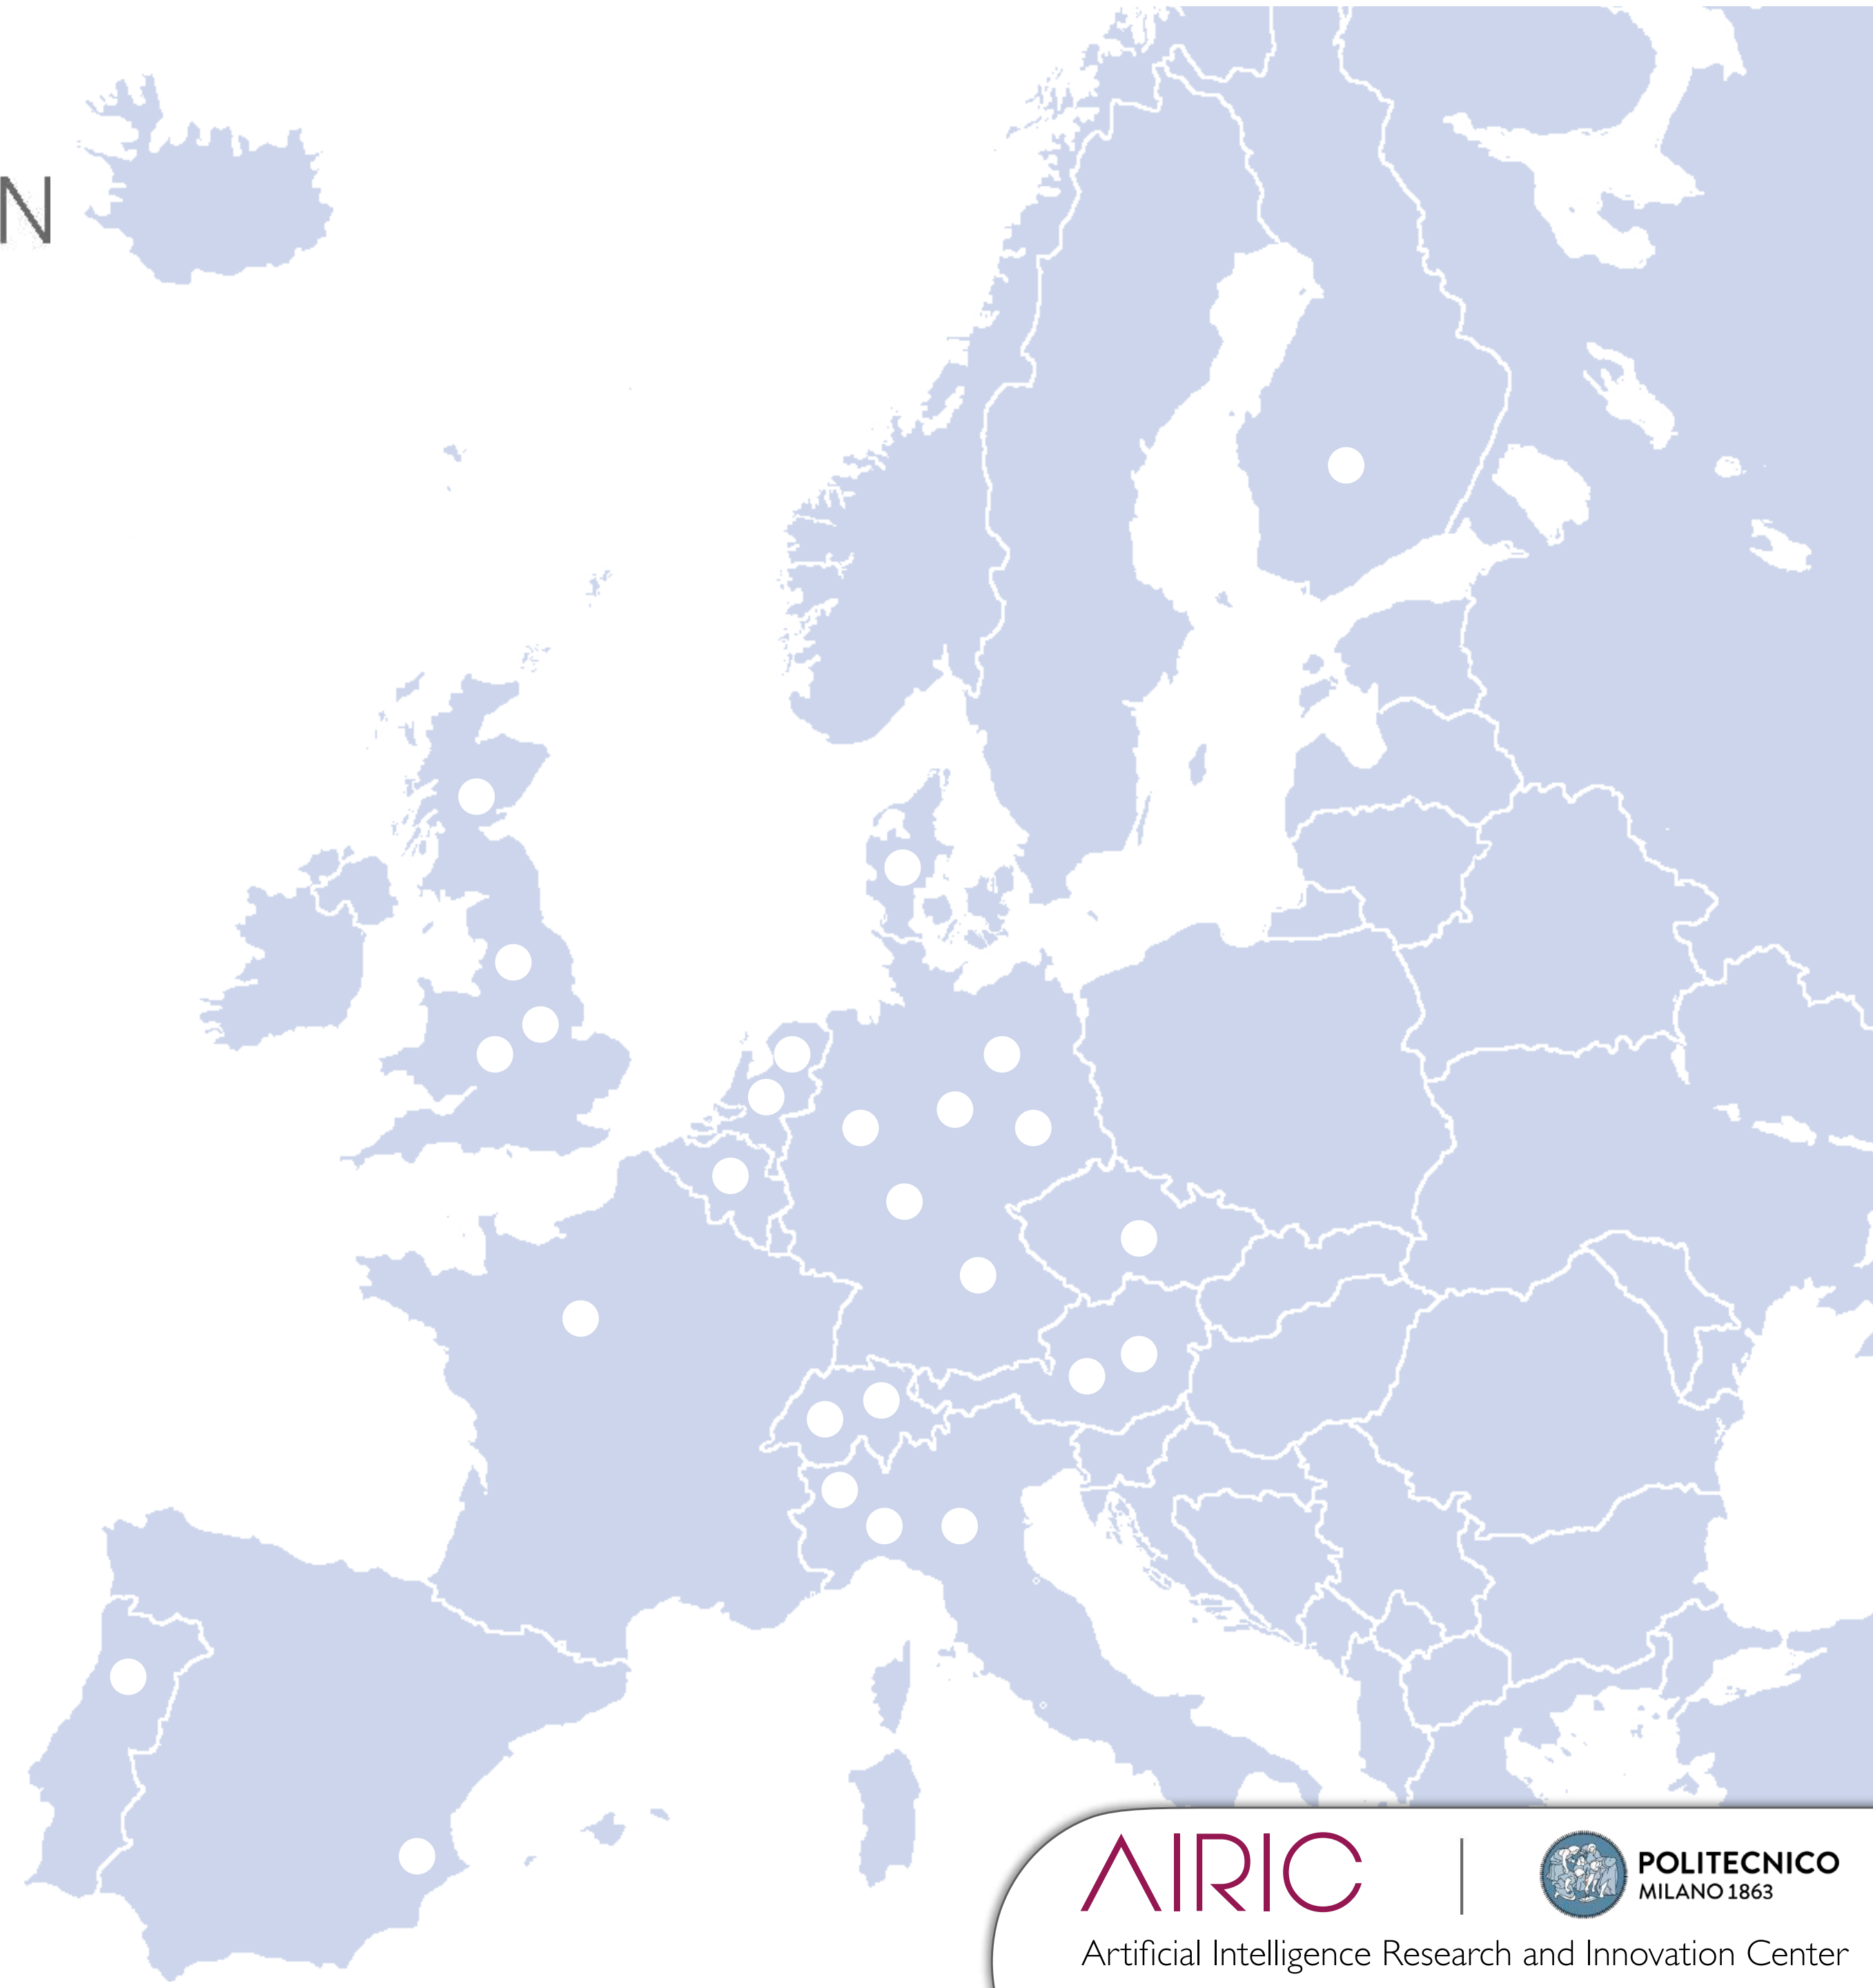 N
AIRIC
POLITECNICO
MILANO 1863
Artificial Intelligence Research and Innovation Center